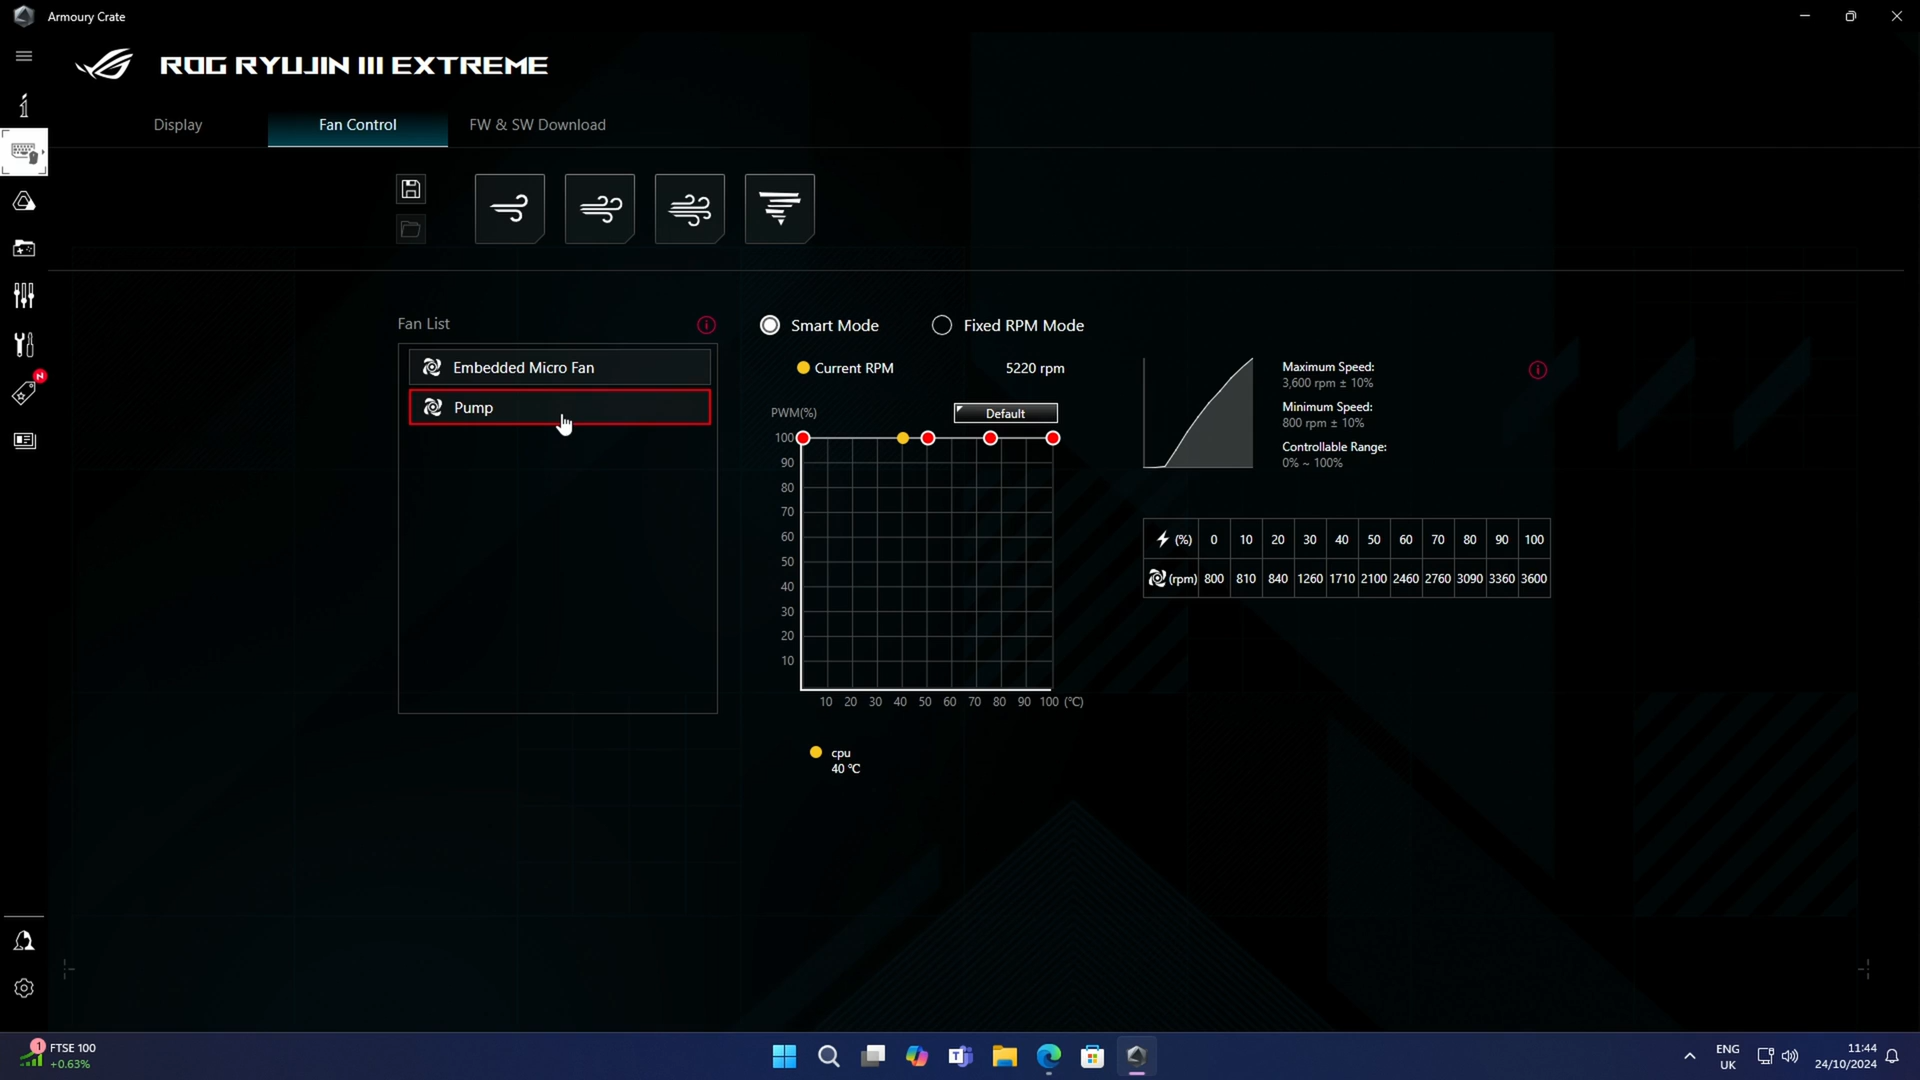 Armoury Crate
ROG RYUJIN III EXTREME
Display Fan Control FW & SW Download
Fan List
Embedded Micro Fan
Pump
Smart Mode Fixed RPM Mode
Current RPM 5220 rpm
PWM(%) Default
100
90
80
70
60
50
40
30
20
10
10 20 30 40 50 60 70 80 90 100 (°C)
cpu
40 °C
Maximum Speed:
3,600 rpm ± 10%
Minimum Speed:
800 rpm ± 10%
Controllable Range:
0% ~ 100%
(%) 0 10 20 30 40 50 60 70 80 90 100
(rpm) 800 810 840 1260 1710 2100 2460 2760 3090 3360 3600
N
1 FTSE 100
+0.63%
ENG
UK
11:44
24/10/2024